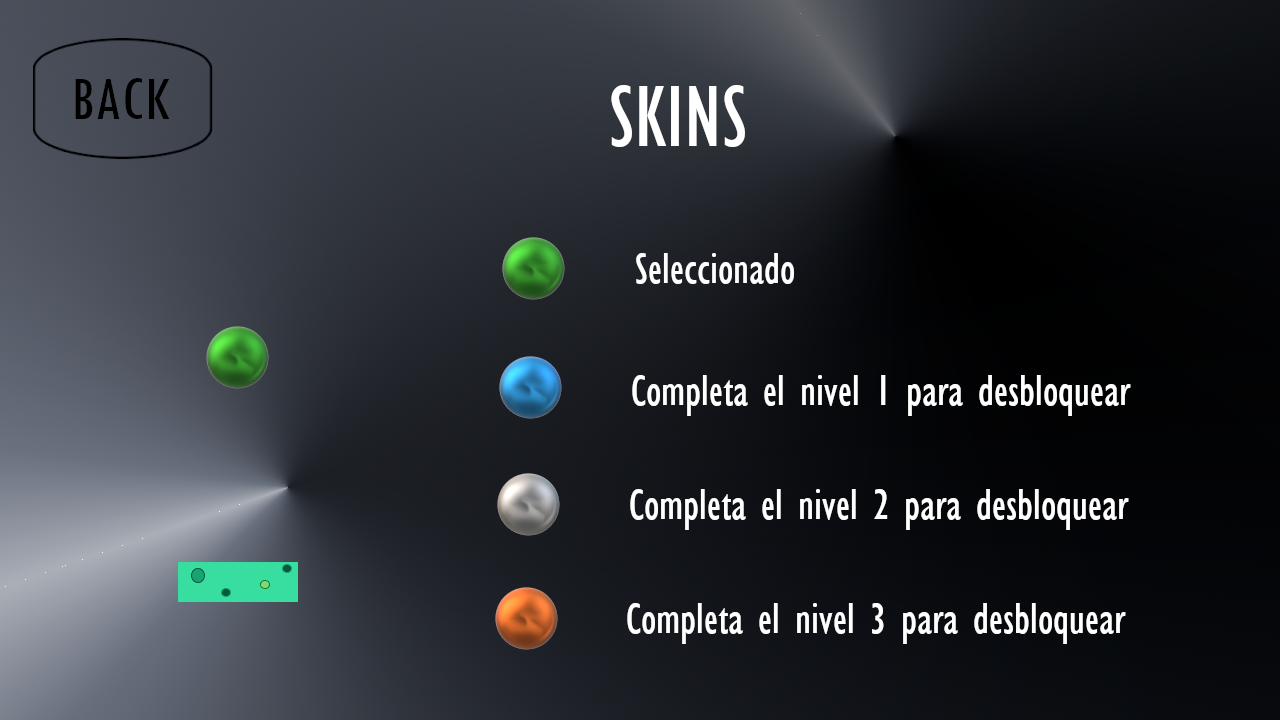 BACK
SKINS
Seleccionado
Completa el nivel 1 para desbloquear
Completa el nivel 2 para desbloquear
Completa el nivel 3 para desbloquear